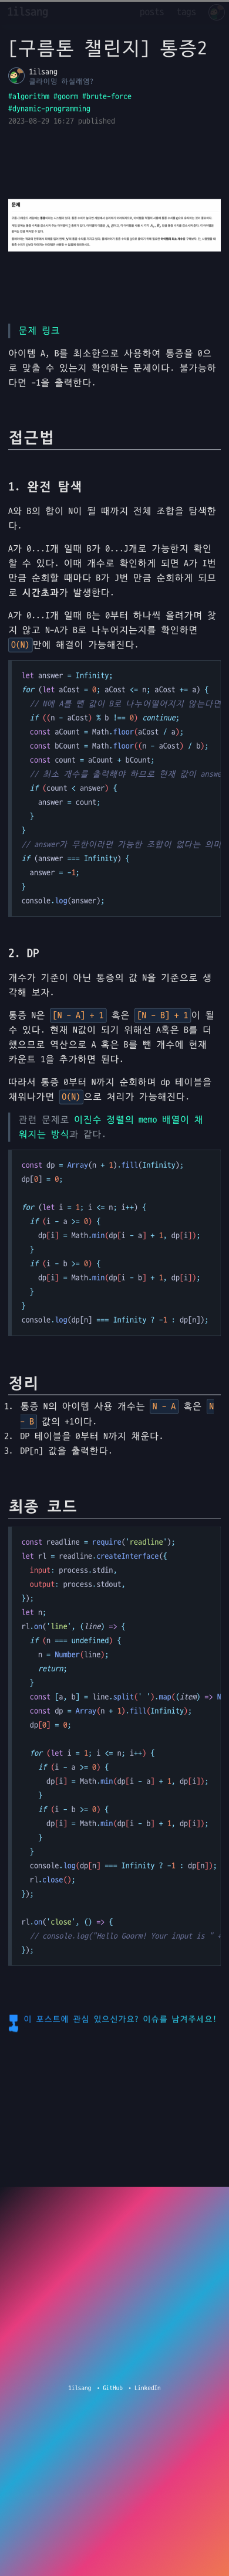 1ilsang
posts tags
[구름톤 챌린지] 통증2
1ilsang
클라이밍 하실래염?
#algorithm #goorm #brute-force
#dynamic-programming
2023-08-29 16:27 published
문제
문제 링크
아이템 A, B를 최소한으로 사용하여 통증을 0으
로 맞출 수 있는지 확인하는 문제이다. 불가능하
다면 -1을 출력한다.
접근법
1. 완전 탐색
A와 B의 합이 N이 될 때까지 전체 조합을 탐색한
다.
A가 0...I개 일때 B가 0...J개로 가능한지 확인
할 수 있다. 이때 개수로 확인하게 되면 A가 I번
만큼 순회할 때마다 B가 J번 만큼 순회하게 되므
로 시간초과가 발생한다.
A가 0...I개 일때 B는 0부터 하나씩 올려가며 찾
지 않고 N-A가 B로 나누어지는지를 확인하면
O(N)만에 해결이 가능해진다.
let answer = Infinity;
for (let aCost = 0; aCost <= n; aCost += a) {
// N에 A를 뺀 값이 B로 나누어떨어지지 않는다면
if ((n - aCost) % b !== 0) continue;
const aCount = Math.floor(aCost / a);
const bCount = Math.floor((n - aCost) / b);
const count = aCount + bCount;
// 최소 개수를 출력해야 하므로 현재 값이 answe
if (count < answer) {
answer = count;
}
}
// answer가 무한이라면 가능한 조합이 없다는 의미
if (answer === Infinity) {
answer = -1;
}
console.log(answer);
2. DP
개수가 기준이 아닌 통증의 값 N을 기준으로 생
각해 보자.
통증 N은 [N - A] + 1 혹은 [N - B] + 1이 될
수 있다. 현재 N값이 되기 위해선 A혹은 B를 더
했으므로 역산으로 A 혹은 B를 뺀 개수에 현재
카운트 1을 추가하면 된다.
따라서 통증 0부터 N까지 순회하며 dp 테이블을
채워나가면 O(N)으로 처리가 가능해진다.
관련 문제로 이진수 정렬의 memo 배열이 채
워지는 방식과 같다.
const dp = Array(n + 1).fill(Infinity);
dp[0] = 0;
for (let i = 1; i <= n; i++) {
if (i - a >= 0) {
dp[i] = Math.min(dp[i - a] + 1, dp[i]);
}
if (i - b >= 0) {
dp[i] = Math.min(dp[i - b] + 1, dp[i]);
}
}
console.log(dp[n] === Infinity ? -1 : dp[n]);
정리
1. 통증 N의 아이템 사용 개수는 N - A 혹은 N
- B 값의 +1이다.
2. DP 테이블을 0부터 N까지 채운다.
3. DP[n] 값을 출력한다.
최종 코드
const readline = require('readline');
let rl = readline.createInterface({
input: process.stdin,
output: process.stdout,
});
let n;
rl.on('line', (line) => {
if (n === undefined) {
n = Number(line);
return;
}
const [a, b] = line.split(' ').map((item) => N
const dp = Array(n + 1).fill(Infinity);
dp[0] = 0;
for (let i = 1; i <= n; i++) {
if (i - a >= 0) {
dp[i] = Math.min(dp[i - a] + 1, dp[i]);
}
if (i - b >= 0) {
dp[i] = Math.min(dp[i - b] + 1, dp[i]);
}
}
console.log(dp[n] === Infinity ? -1 : dp[n]);
rl.close();
});
rl.on('close', () => {
// console.log("Hello Goorm! Your input is " +
});
이 포스트에 관심 있으신가요? 이슈를 남겨주세요!
1ilsang • GitHub • LinkedIn